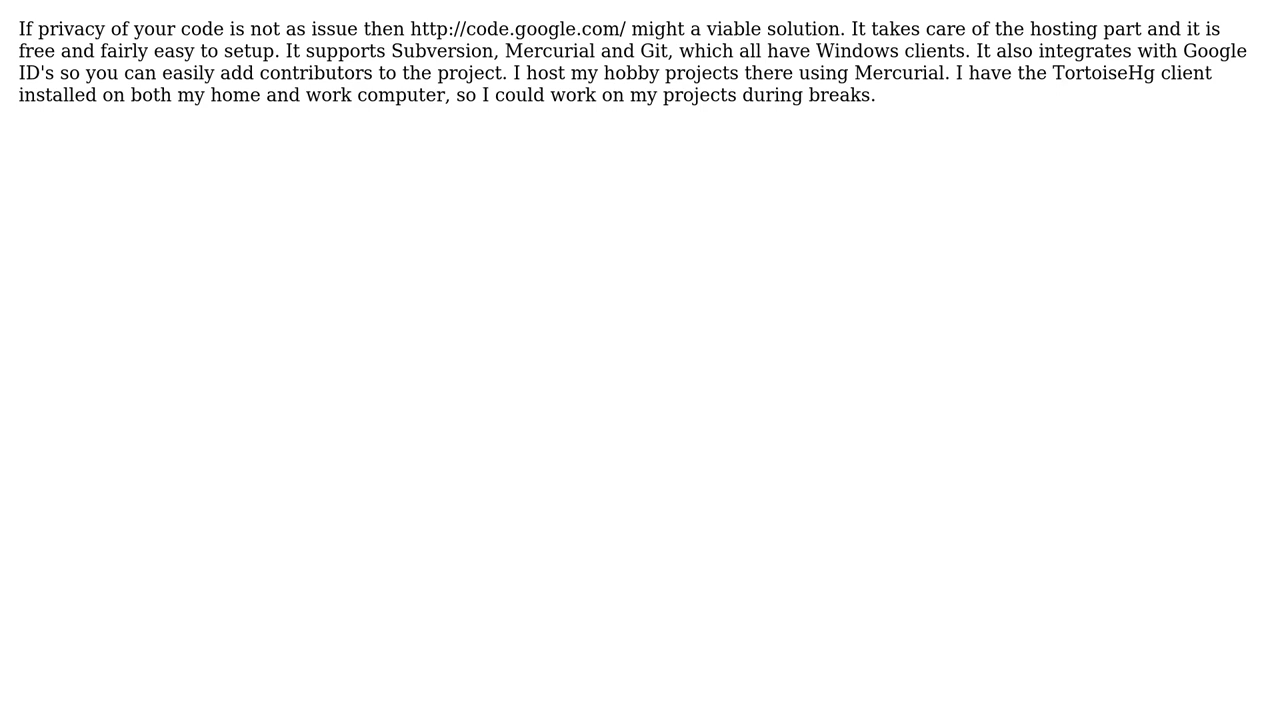 If privacy of your code is not as issue then http://code.google.com/ might a viable solution. It takes care of the hosting part and it is
free and fairly easy to setup. It supports Subversion, Mercurial and Git, which all have Windows clients. It also integrates with Google
ID's so you can easily add contributors to the project. I host my hobby projects there using Mercurial. I have the TortoiseHg client
installed on both my home and work computer, so I could work on my projects during breaks.